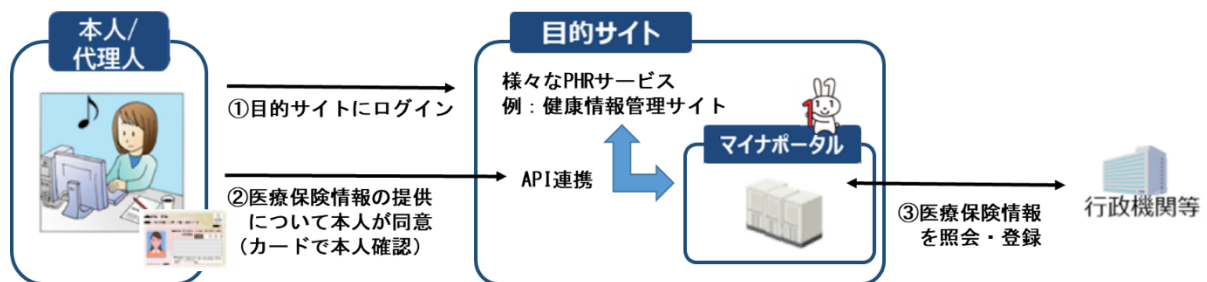 本人/
代理人
①目的サイトにログイン
②医療保険情報の提供
について本人が同意
(カードで本人確認)
目的サイト
様々なPHRサービス
例：健康情報管理サイト
API連携
マイナポータル
1
③医療保険情報
を照会・登録
行政機関等